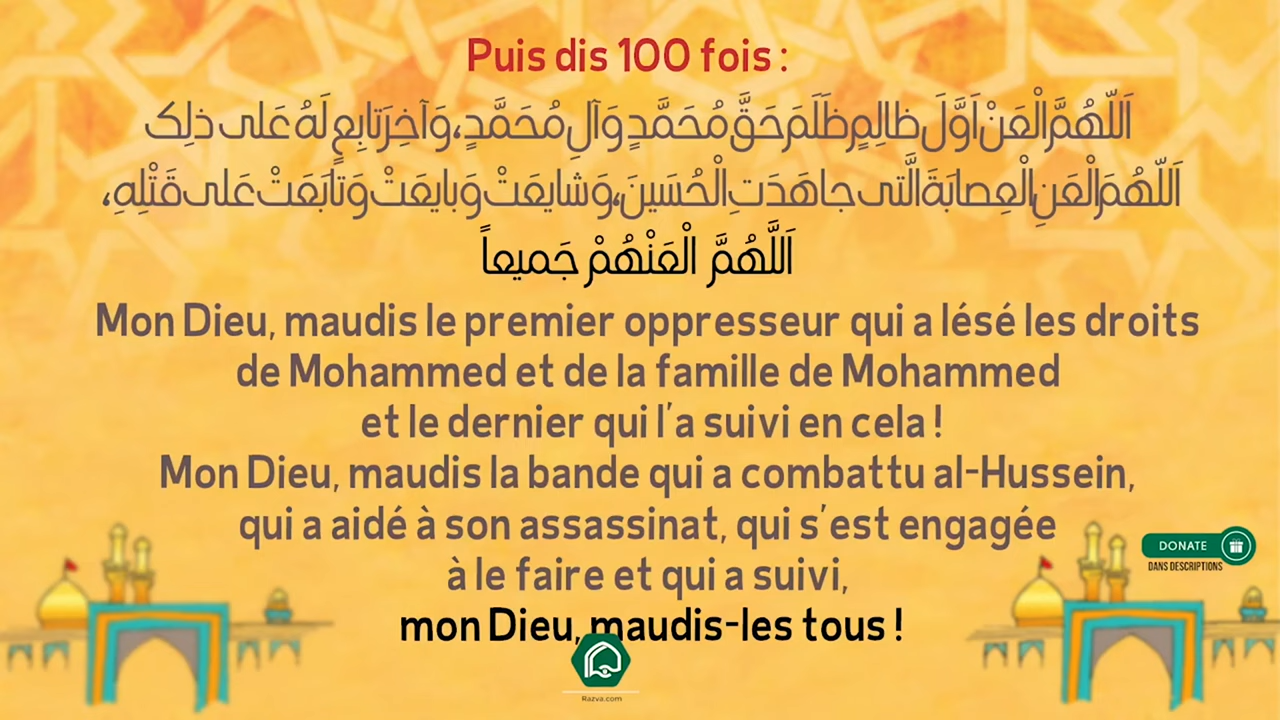 Puis dis 100 fois :
اَللّهُمَّ الْعَنْ اَوَّلَ ظالِمٍ ظَلَمَ حَقَّ مُحَمَّدٍ وَآلِ مُحَمَّدٍ، وَآخِرَ تابِعٍ لَهُ عَلى ذلِكَ
اَللّهُمَّ الْعَنِ الْعِصابَةَ الَّتى جاهَدَتِ الْحُسَيْنَ، وَشايَعَتْ وَبايَعَتْ وَتابَعَتْ عَلى قَتْلِهِ،
اَللَّهُمَّ الْعَنْهُمْ جَميعاً
Mon Dieu, maudis le premier oppresseur qui a lésé les droits
de Mohammed et de la famille de Mohammed
et le dernier qui l'a suivi en cela !
Mon Dieu, maudis la bande qui a combattu al-Hussein,
qui a aidé à son assassinat, qui s'est engagée
à le faire et qui a suivi,
mon Dieu, maudis-les tous !
DONATE
DANS DESCRIPTIONS
Razva.com